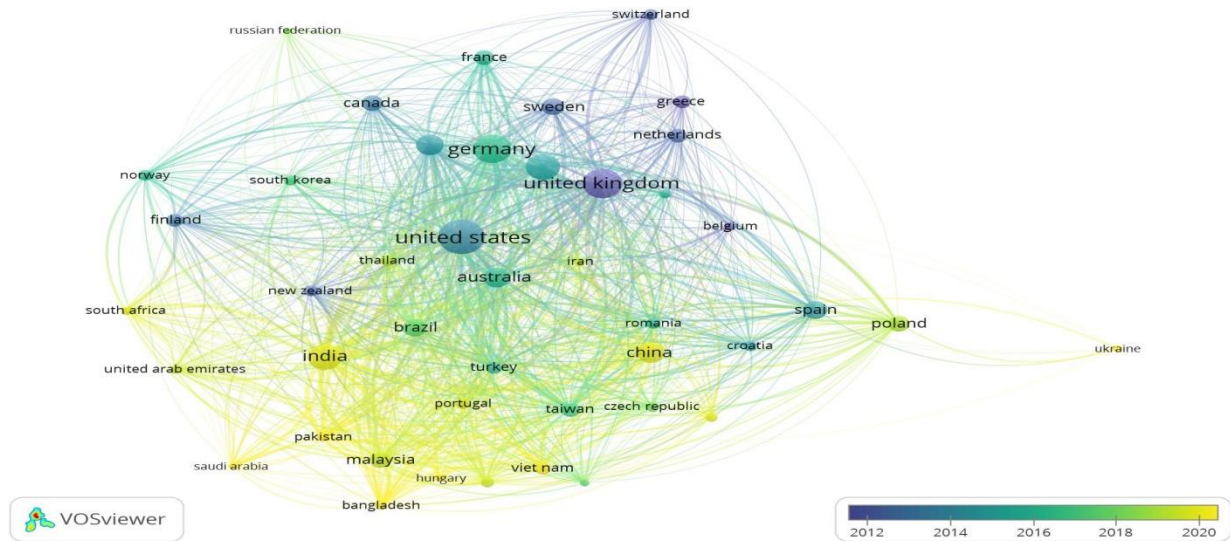 switzerland
russian federation
france
canada
sweden
greece
netherlands
germany
norway
south korea
united kingdom
finland
belgium
united states
thailand
iran
australia
new zealand
south africa
spain
brazil
romania
poland
croatia
ukraine
india
china
united arab emirates
turkey
portugal
taiwan
czech republic
pakistan
saudi arabia
malaysia
viet nam
hungary
bangladesh
VOSviewer
2012 2014 2016 2018 2020